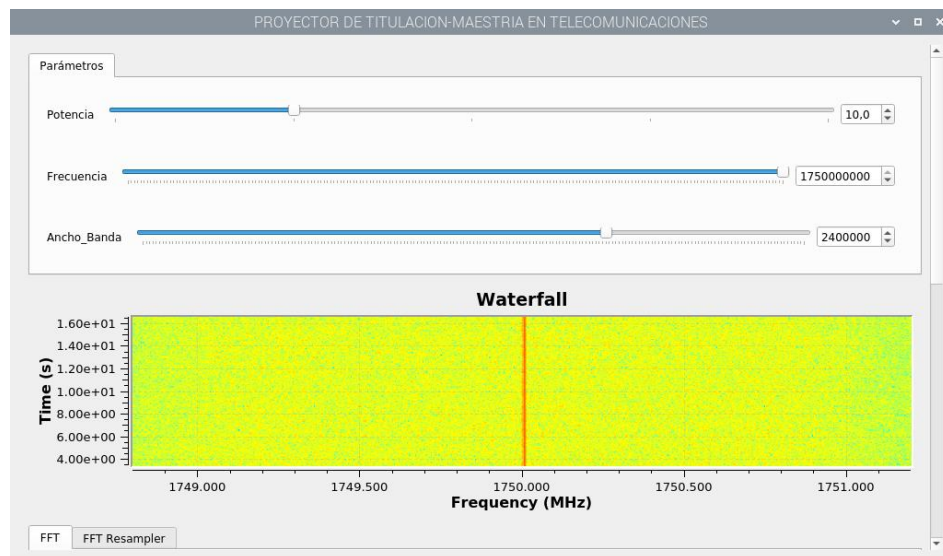 PROYECTOR DE TITULACION-MAESTRIA EN TELECOMUNICACIONES
Parámetros
Potencia 10,0
Frecuencia 1750000000
Ancho_Banda 2400000
Waterfall
1.60e+01
1.40e+01
1.20e+01
1.00e+01
8.00e+00
6.00e+00
4.00e+00
Time (s)
1749.000 1749.500 1750.000 1750.500 1751.000
Frequency (MHz)
FFT FFT Resampler